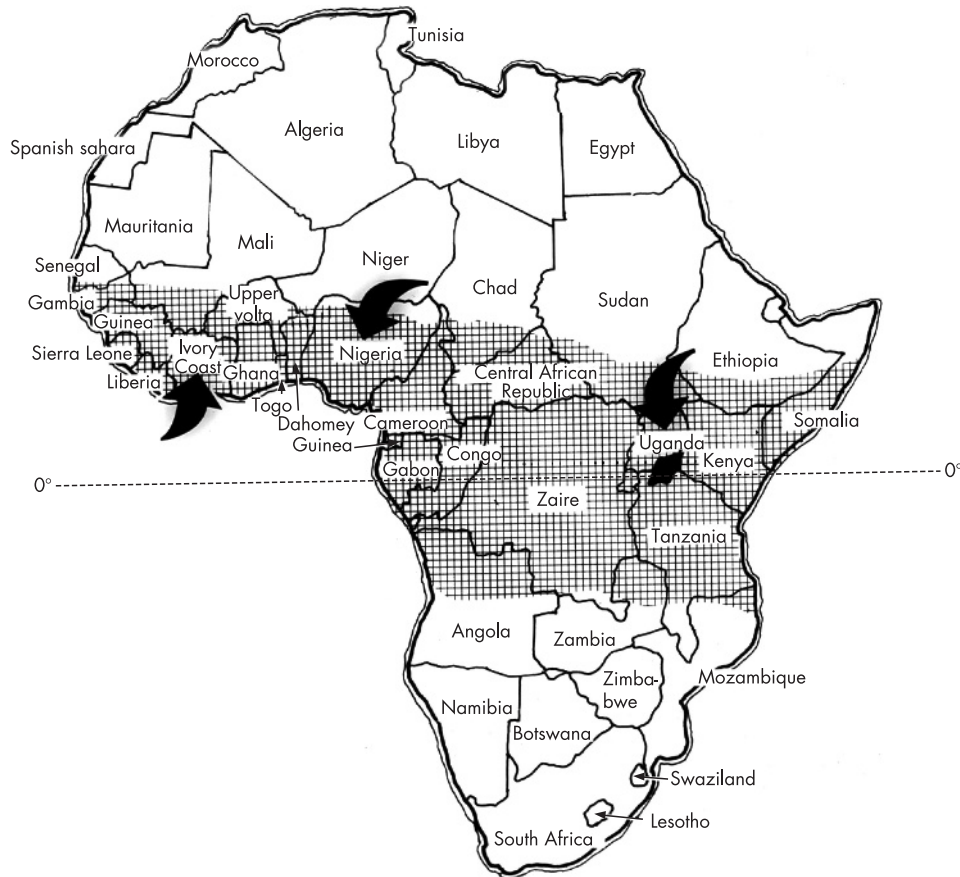 Tunisia
Morocco
Algeria
Libya
Egypt
Spanish sahara
Mauritania
Mali
Niger
Chad
Sudan
Senegal
Gambia
Upper
volta
Guinea
Nigeria
Ethiopia
Sierra Leone
Ivory
Coast
Ghana
Central African
Republic
Liberia
Togo
Dahomey
Cameroon
Somalia
Guinea
Congo
Uganda
Kenya
Gabon
0°
0°
Zaire
Tanzania
Angola
Zambia
Mozambique
Zimba-
bwe
Namibia
Botswana
Swaziland
Lesotho
South Africa